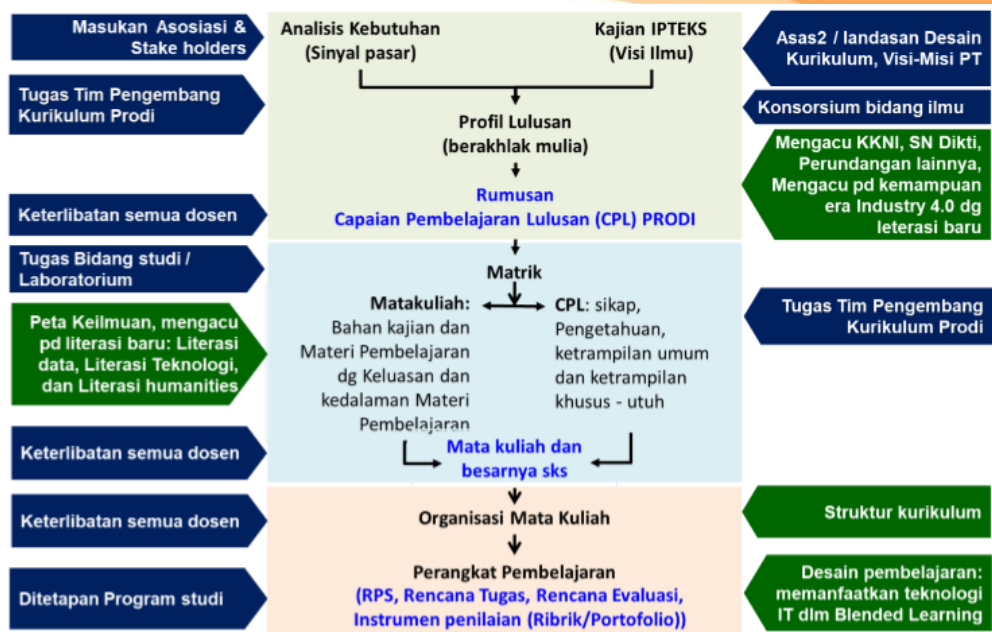 Masukan Asosiasi &
Stake holders
Analisis Kebutuhan
(Sinyal pasar)
Kajian IPTEKS
(Visi Ilmu)
Asas2 / landasan Desain
Kurikulum, Visi-Misi PT
Tugas Tim Pengembang
Kurikulum Prodi
Konsorsium bidang ilmu
Profil Lulusan
(berakhlak mulia)
Mengacu KKNI, SN Dikti,
Perundangan lainnya,
Mengacu pd kemampuan
era Industry 4.0 dg
leterasi baru
Keterlibatan semua dosen
Rumusan
Capaian Pembelajaran Lulusan (CPL) PRODI
Tugas Bidang studi /
Laboratorium
Matrik
Matakuliah:
Bahan kajian dan
Materi Pembelajaran
dg Keluasan dan
kedalaman Materi
Pembelajaran
CPL: sikap,
Pengetahuan,
ketrampilan umum
dan ketrampilan
khusus - utuh
Tugas Tim Pengembang
Kurikulum Prodi
Peta Keilmuan, mengacu
pd literasi baru: Literasi
data, Literasi Teknologi,
dan Literasi humanities
Keterlibatan semua dosen
Mata kuliah dan
besarnya sks
Keterlibatan semua dosen
Organisasi Mata Kuliah
Struktur kurikulum
Ditetapan Program studi
Perangkat Pembelajaran
(RPS, Rencana Tugas, Rencana Evaluasi,
Instrumen penilaian (Ribrik/Portofolio))
Desain pembelajaran:
memanfaatkan teknologi
IT dlm Blended Learning